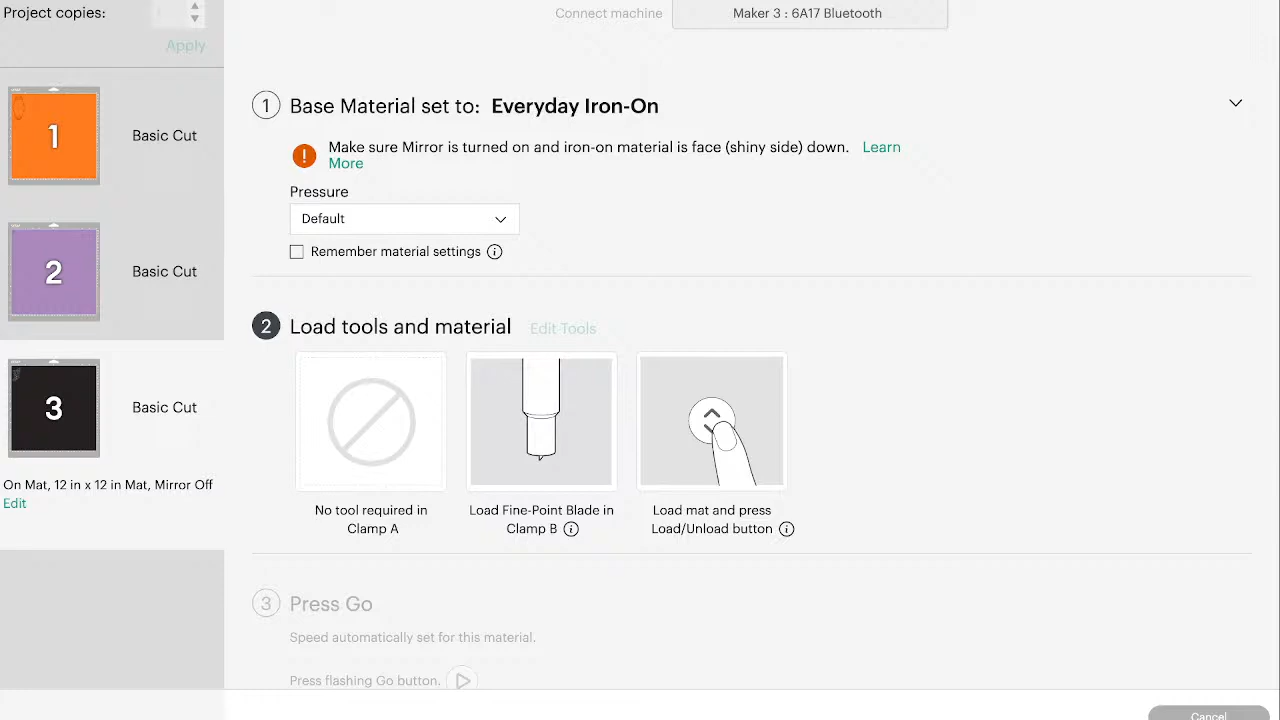 Project copies:
Apply
1
Basic Cut
2
Basic Cut
3
Basic Cut
On Mat, 12 in x 12 in Mat, Mirror Off
Edit
Connect machine
Maker 3 : 6A17 Bluetooth
1 Base Material set to: Everyday Iron-On
! Make sure Mirror is turned on and iron-on material is face (shiny side) down. Learn
More
Pressure
Default
Remember material settings i
2 Load tools and material Edit Tools
No tool required in
Clamp A
Load Fine-Point Blade in
Clamp B i
Load mat and press
Load/Unload button i
3 Press Go
Speed automatically set for this material.
Press flashing Go button.
Cancel